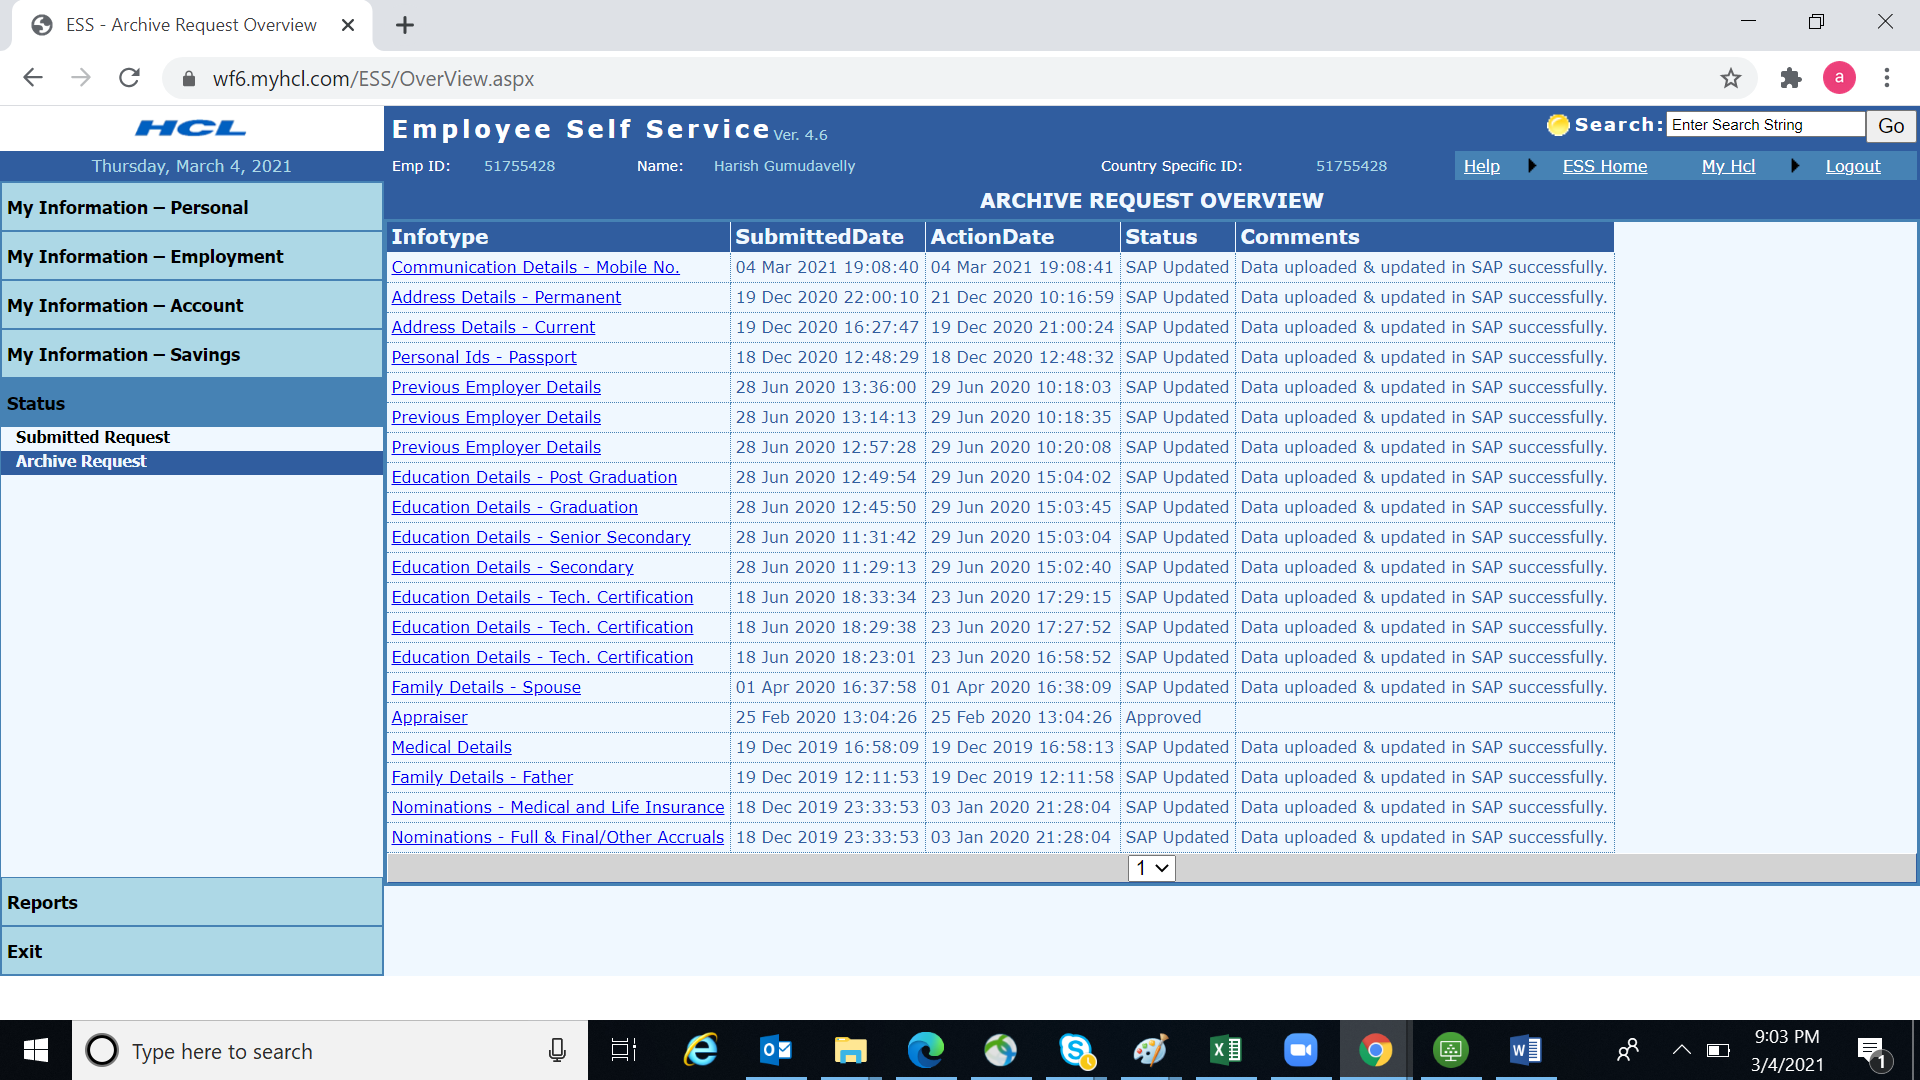 ESS - Archive Request Overview
wf6.myhcl.com/ESS/OverView.aspx
a
HCL
Employee Self Service Ver. 4.6
Search: Enter Search String Go
Thursday, March 4, 2021
Emp ID: 51755428 Name: Harish Gumudavelly Country Specific ID: 51755428
Help ESS Home My Hcl Logout
ARCHIVE REQUEST OVERVIEW
My Information – Personal
My Information – Employment
My Information – Account
My Information – Savings
Status
Submitted Request
Archive Request
Reports
Exit
Infotype SubmittedDate ActionDate Status Comments
Communication Details - Mobile No. 04 Mar 2021 19:08:40 04 Mar 2021 19:08:41 SAP Updated Data uploaded & updated in SAP successfully.
Address Details - Permanent 19 Dec 2020 22:00:10 21 Dec 2020 10:16:59 SAP Updated Data uploaded & updated in SAP successfully.
Address Details - Current 19 Dec 2020 16:27:47 19 Dec 2020 21:00:24 SAP Updated Data uploaded & updated in SAP successfully.
Personal Ids - Passport 18 Dec 2020 12:48:29 18 Dec 2020 12:48:32 SAP Updated Data uploaded & updated in SAP successfully.
Previous Employer Details 28 Jun 2020 13:36:00 29 Jun 2020 10:18:03 SAP Updated Data uploaded & updated in SAP successfully.
Previous Employer Details 28 Jun 2020 13:14:13 29 Jun 2020 10:18:35 SAP Updated Data uploaded & updated in SAP successfully.
Previous Employer Details 28 Jun 2020 12:57:28 29 Jun 2020 10:20:08 SAP Updated Data uploaded & updated in SAP successfully.
Education Details - Post Graduation 28 Jun 2020 12:49:54 29 Jun 2020 15:04:02 SAP Updated Data uploaded & updated in SAP successfully.
Education Details - Graduation 28 Jun 2020 12:45:50 29 Jun 2020 15:03:45 SAP Updated Data uploaded & updated in SAP successfully.
Education Details - Senior Secondary 28 Jun 2020 11:31:42 29 Jun 2020 15:03:04 SAP Updated Data uploaded & updated in SAP successfully.
Education Details - Secondary 28 Jun 2020 11:29:13 29 Jun 2020 15:02:40 SAP Updated Data uploaded & updated in SAP successfully.
Education Details - Tech. Certification 18 Jun 2020 18:33:34 23 Jun 2020 17:29:15 SAP Updated Data uploaded & updated in SAP successfully.
Education Details - Tech. Certification 18 Jun 2020 18:29:38 23 Jun 2020 17:27:52 SAP Updated Data uploaded & updated in SAP successfully.
Education Details - Tech. Certification 18 Jun 2020 18:23:01 23 Jun 2020 16:58:52 SAP Updated Data uploaded & updated in SAP successfully.
Family Details - Spouse 01 Apr 2020 16:37:58 01 Apr 2020 16:38:09 SAP Updated Data uploaded & updated in SAP successfully.
Appraiser 25 Feb 2020 13:04:26 25 Feb 2020 13:04:26 Approved
Medical Details 19 Dec 2019 16:58:09 19 Dec 2019 16:58:13 SAP Updated Data uploaded & updated in SAP successfully.
Family Details - Father 19 Dec 2019 12:11:53 19 Dec 2019 12:11:58 SAP Updated Data uploaded & updated in SAP successfully.
Nominations - Medical and Life Insurance 18 Dec 2019 23:33:53 03 Jan 2020 21:28:04 SAP Updated Data uploaded & updated in SAP successfully.
Nominations - Full & Final/Other Accruals 18 Dec 2019 23:33:53 03 Jan 2020 21:28:04 SAP Updated Data uploaded & updated in SAP successfully.
1
Type here to search
9:03 PM
3/4/2021
1